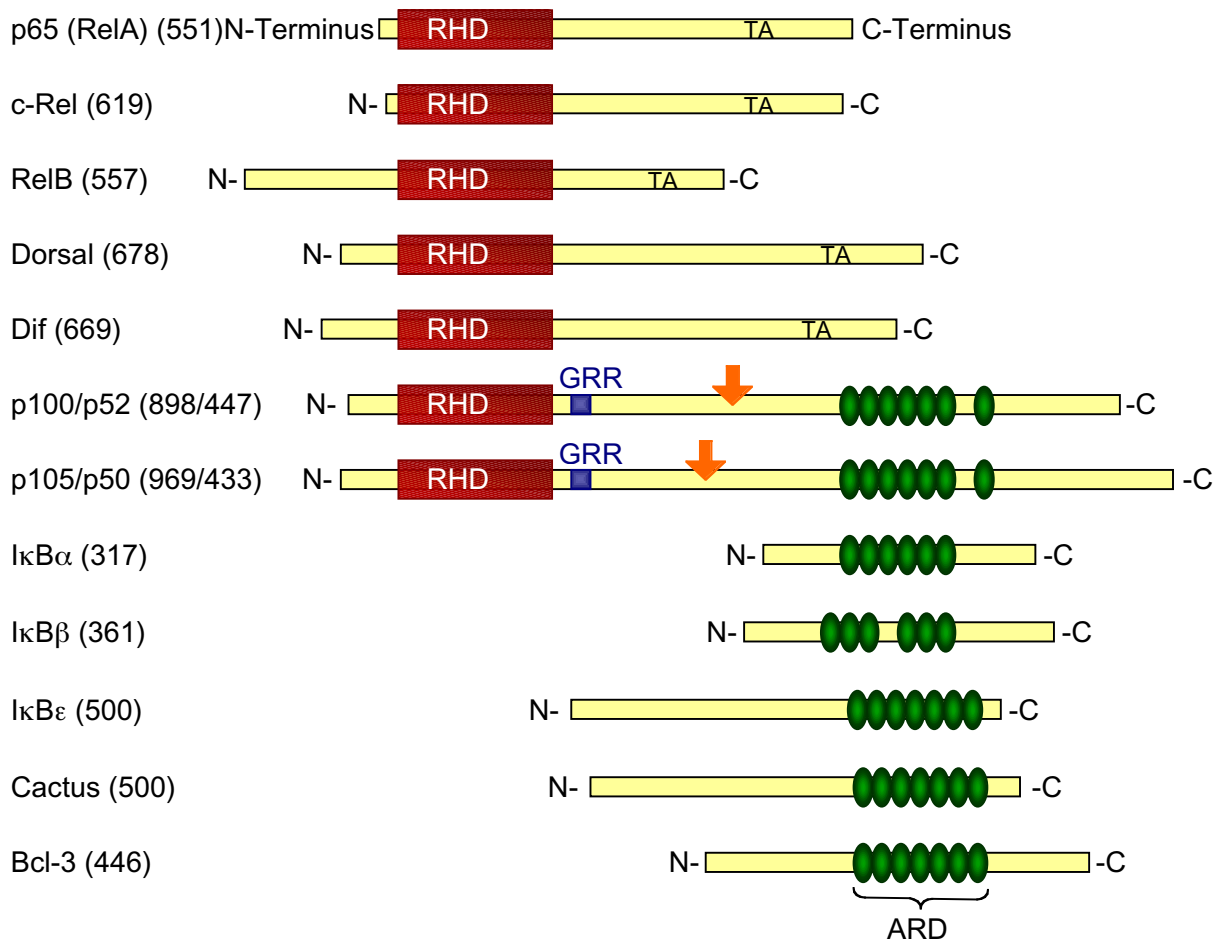 p65 (RelA) (551)N-Terminus RHD TA C-Terminus
c-Rel (619) N- RHD TA -C
RelB (557) N- RHD TA -C
Dorsal (678) N- RHD TA -C
Dif (669) N- RHD TA -C
GRR
p100/p52 (898/447) N- RHD -C
GRR
p105/p50 (969/433) N- RHD -C
IκBα (317) N- -C
IκBβ (361) N- -C
IκBε (500) N- -C
Cactus (500) N- -C
Bcl-3 (446) N- -C
ARD